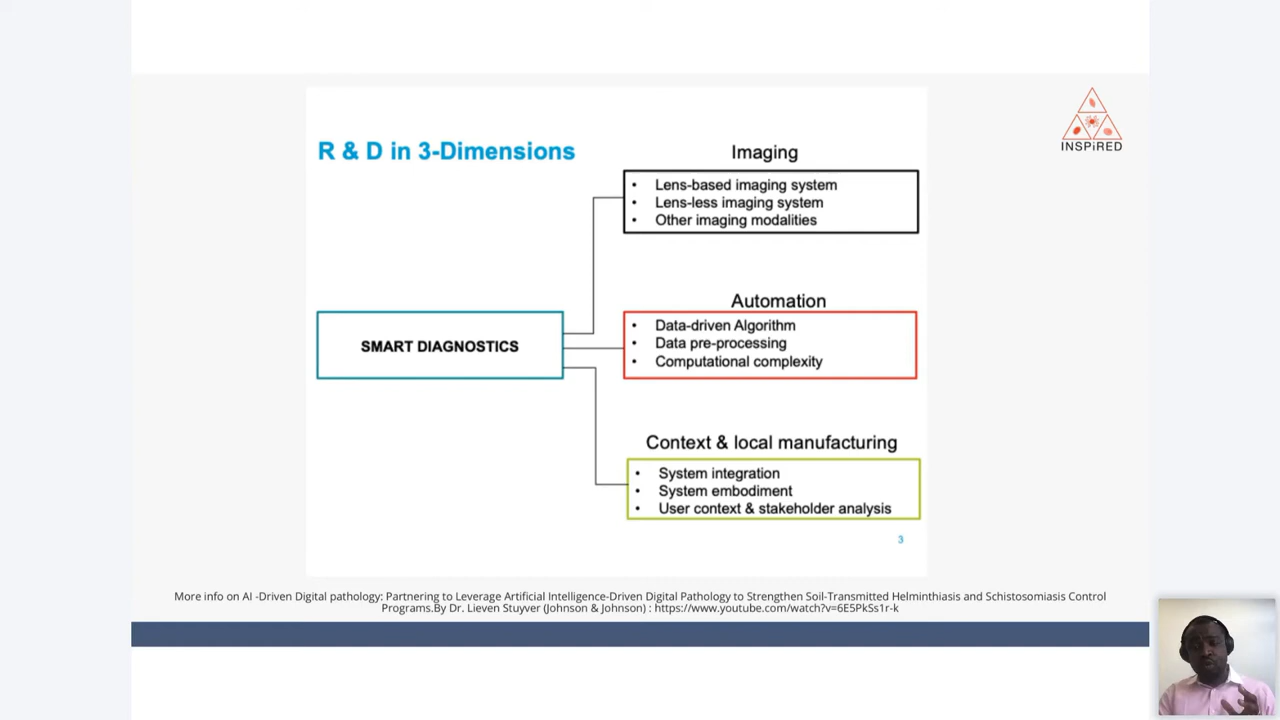 R & D in 3-Dimensions
INSPiRED
Imaging
• Lens-based imaging system
• Lens-less imaging system
• Other imaging modalities
SMART DIAGNOSTICS
Automation
• Data-driven Algorithm
• Data pre-processing
• Computational complexity
Context & local manufacturing
• System integration
• System embodiment
• User context & stakeholder analysis
3
More info on AI -Driven Digital pathology: Partnering to Leverage Artificial Intelligence-Driven Digital Pathology to Strengthen Soil-Transmitted Helminthiasis and Schistosomiasis Control
Programs.By Dr. Lieven Stuyver (Johnson & Johnson) : https://www.youtube.com/watch?v=6E5PkSs1r-k